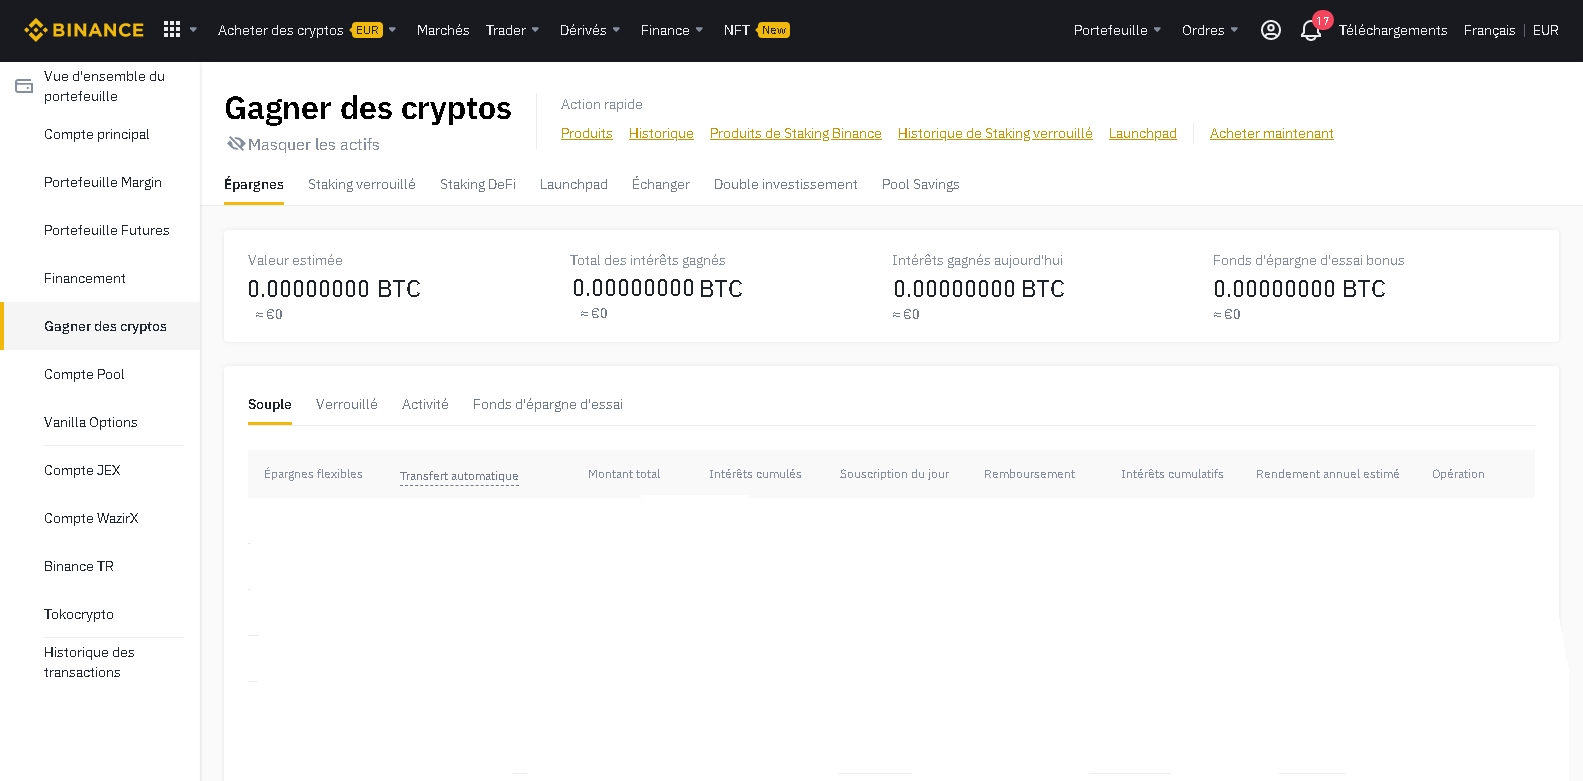 BINANCE Acheter des cryptos EUR Marchés Trader Dérivés Finance NFT New Portefeuille Ordres 17 Téléchargements Français | EUR
Vue d'ensemble du
portefeuille
Compte principal
Portefeuille Margin
Portefeuille Futures
Financement
Gagner des cryptos
Compte Pool
Vanilla Options
Compte JEX
Compte WazirX
Binance TR
Tokocrypto
Historique des
transactions
Gagner des cryptos
Masquer les actifs
Action rapide
Produits Historique Produits de Staking Binance Historique de Staking verrouillé Launchpad Acheter maintenant
Épargnes Staking verrouillé Staking DeFi Launchpad Échanger Double investissement Pool Savings
Valeur estimée Total des intérêts gagnés Intérêts gagnés aujourd'hui Fonds d'épargne d'essai bonus
0.00000000 BTC 0.00000000 BTC 0.00000000 BTC 0.00000000 BTC
≈ €0 ≈ €0 ≈ €0 ≈ €0
Souple Verrouillé Activité Fonds d'épargne d'essai
Épargnes flexibles Transfert automatique Montant total Intérêts cumulés Souscription du jour Remboursement Intérêts cumulatifs Rendement annuel estimé Opération